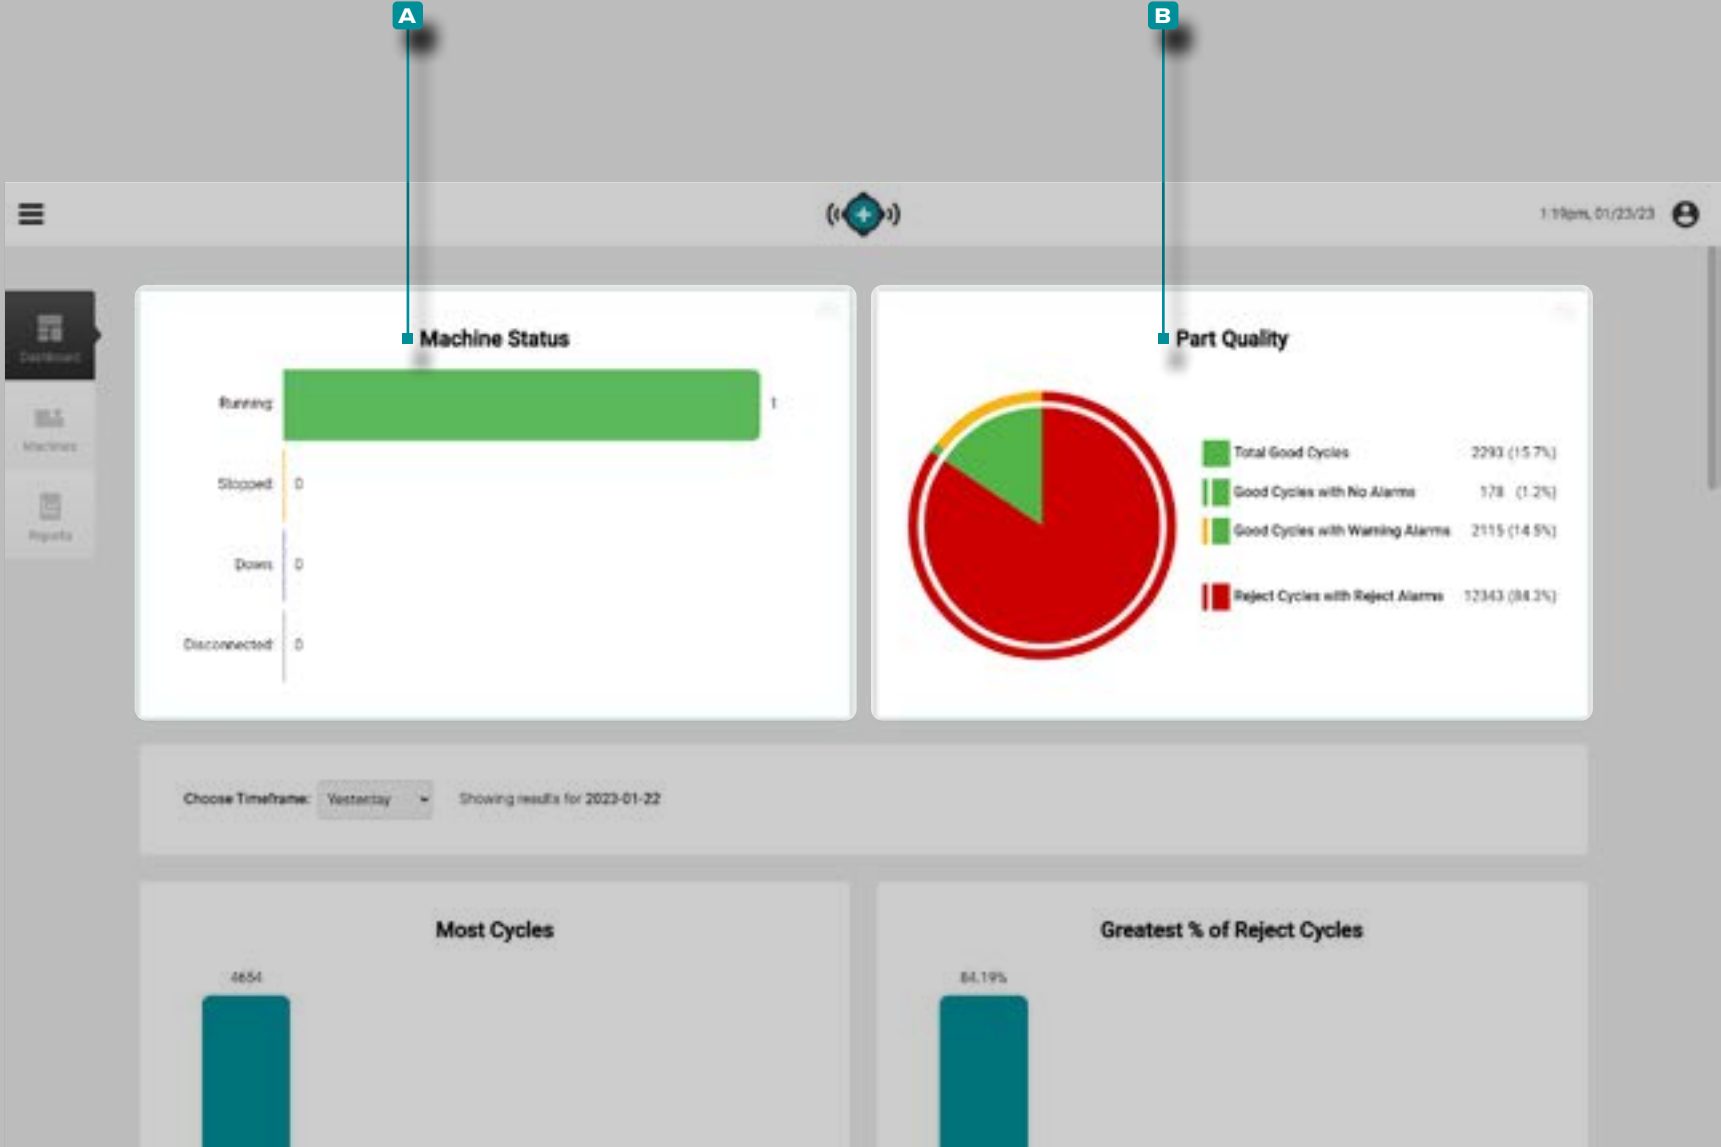 A
B
1:19pm, 01/23/23
Dashboard
Machines
Reports
Machine Status
Running 1
Stopped 0
Down 0
Disconnected 0
Part Quality
Total Good Cycles 2293 (15.7%)
Good Cycles with No Alarms 178 (1.2%)
Good Cycles with Warning Alarms 2115 (14.5%)
Reject Cycles with Reject Alarms 12343 (84.3%)
Choose Timeframe: Yesterday Showing results for 2023-01-22
Most Cycles
4654
Greatest % of Reject Cycles
84.19%